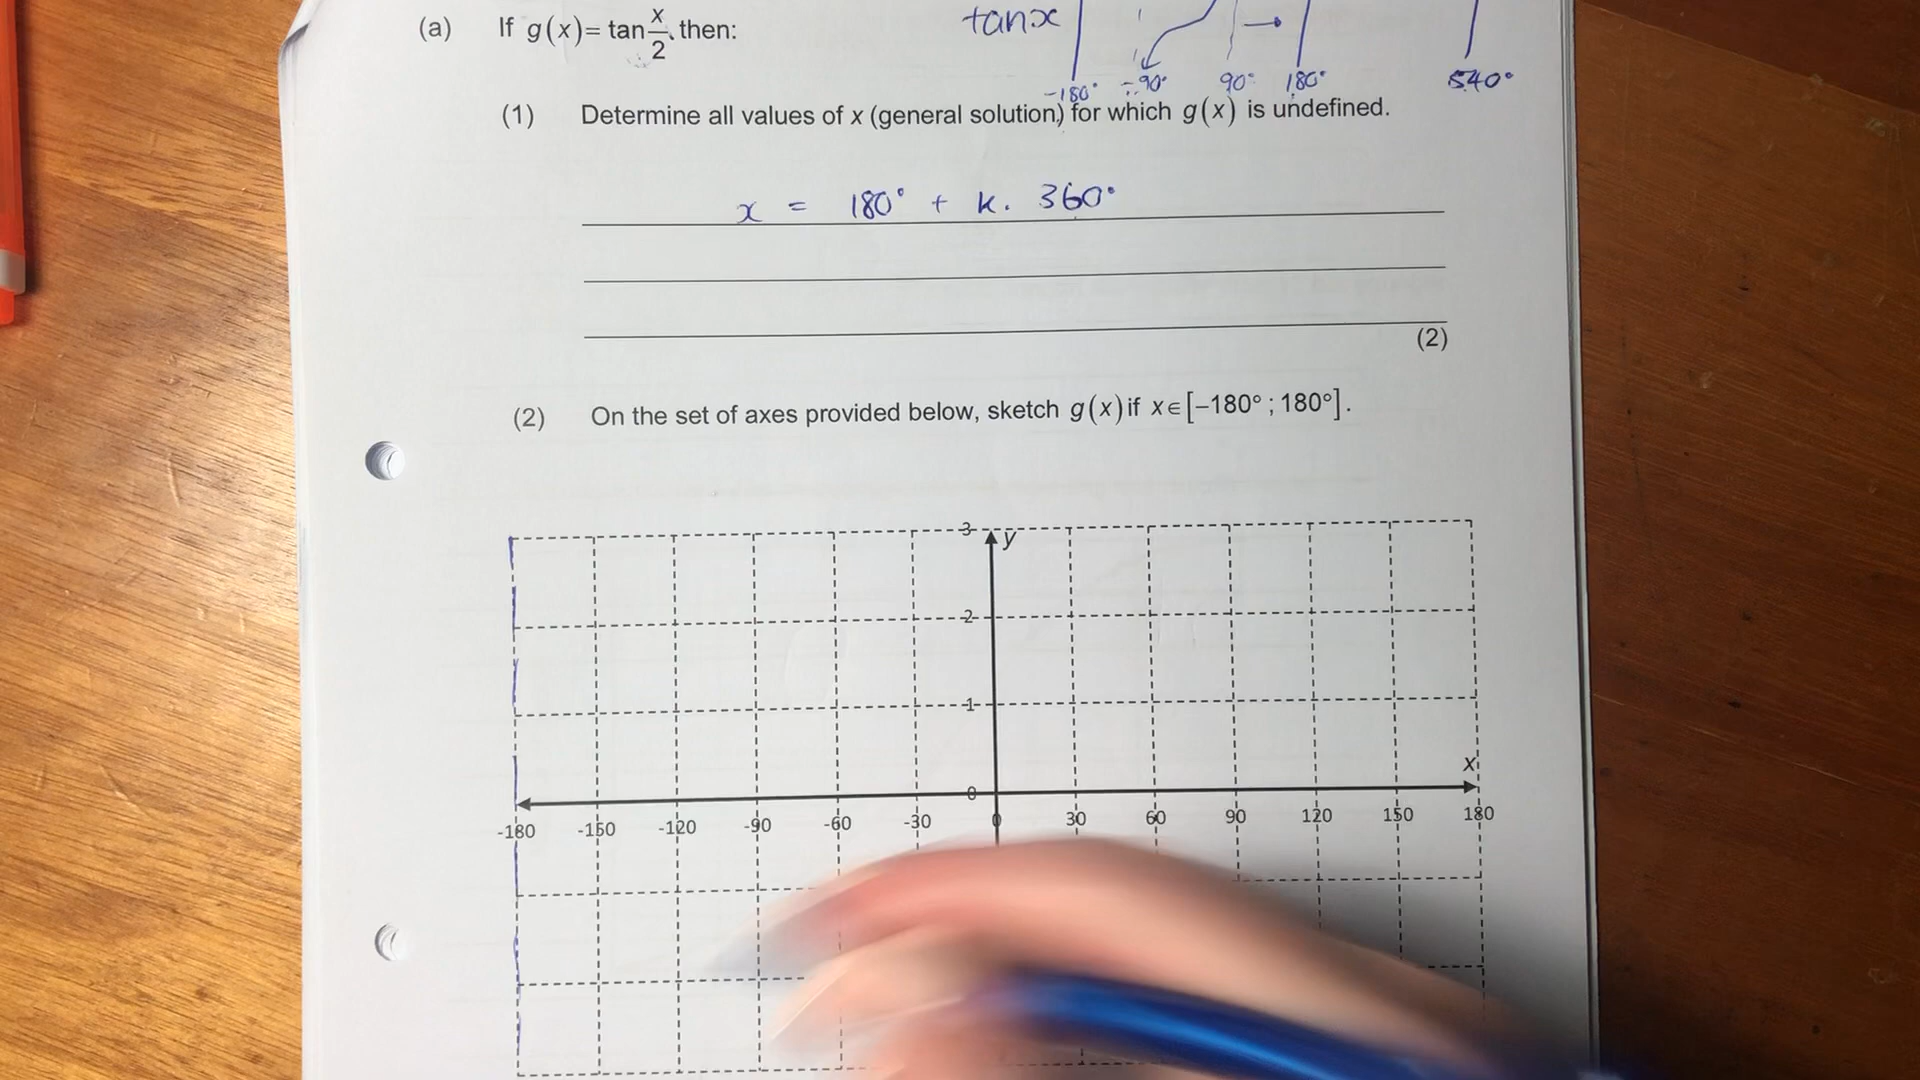 (a) If g(x)= tan x/2, then: tanx
-180° -90° 90° 180° 540°
(1) Determine all values of x (general solution) for which g(x) is undefined.
x = 180° + k. 360°
(2)
(2) On the set of axes provided below, sketch g(x) if x∈[−180° ; 180°].
3 y
2
1
x
0
-180 -150 -120 -90 -60 -30 0 30 60 90 120 150 180